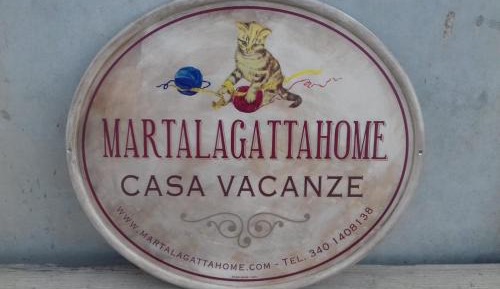 MARTALAGATTAHOME
CASA VACANZE
WWW.MARTALAGATTAHOME.COM - TEL. 340.1408138